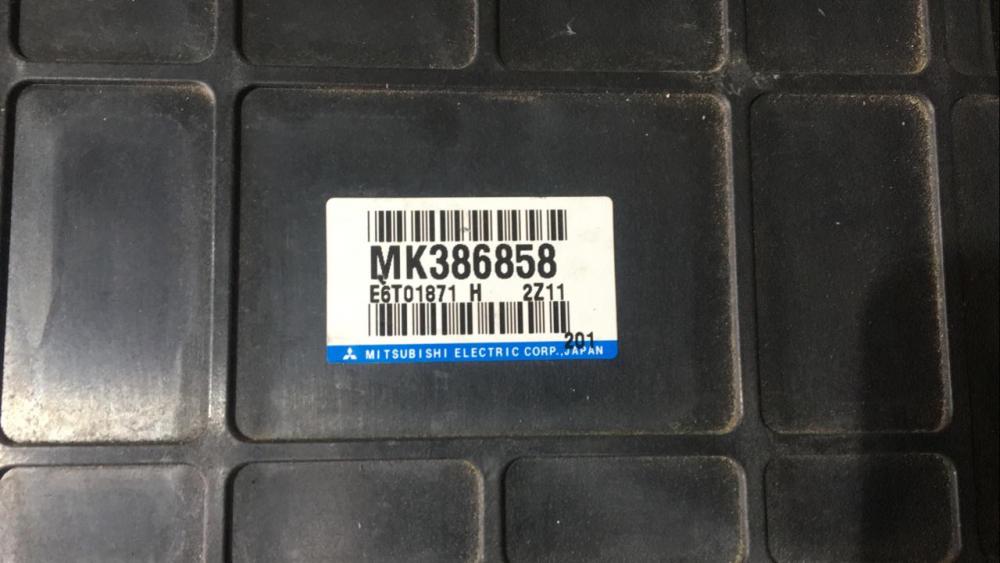 MK386858
E6T01871 H 2Z11
201
MITSUBISHI ELECTRIC CORP., JAPAN